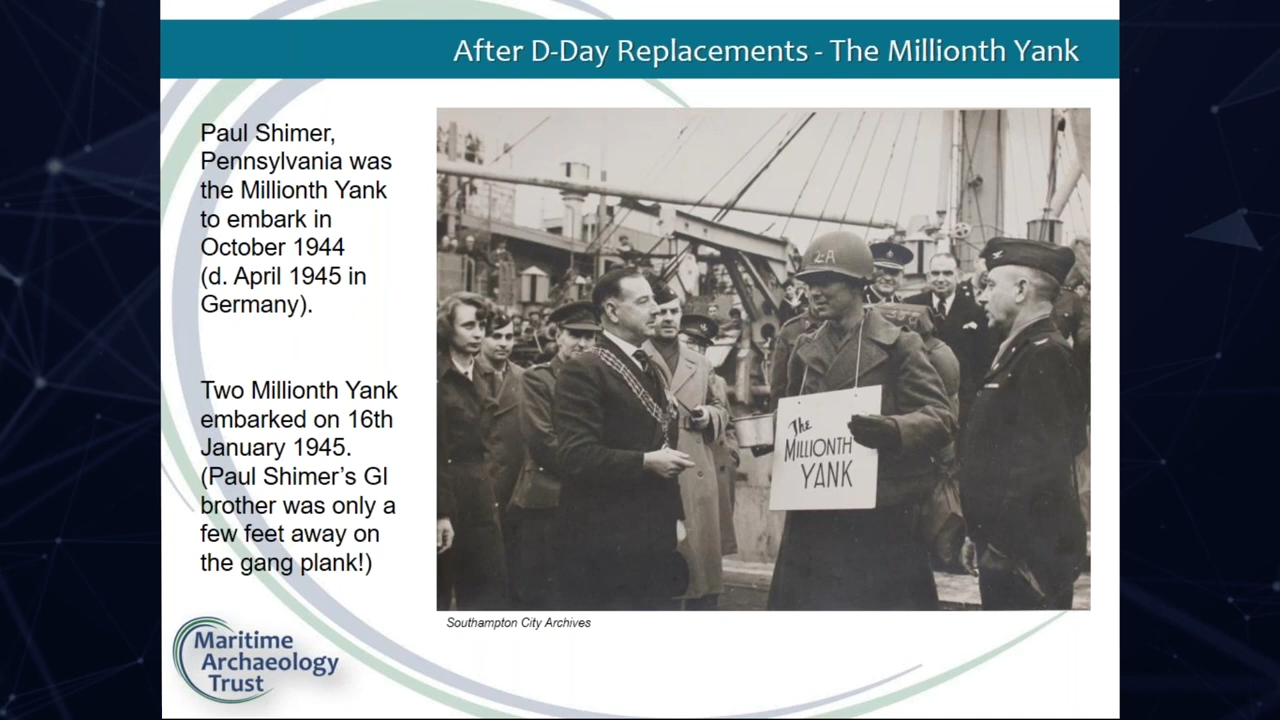 After D-Day Replacements - The Millionth Yank
Paul Shimer,
Pennsylvania was
the Millionth Yank
to embark in
October 1944
(d. April 1945 in
Germany).
Two Millionth Yank
embarked on 16th
January 1945.
(Paul Shimer’s GI
brother was only a
few feet away on
the gang plank!)
2-A
The
MILLIONTH
YANK
Southampton City Archives
Maritime
Archaeology
Trust